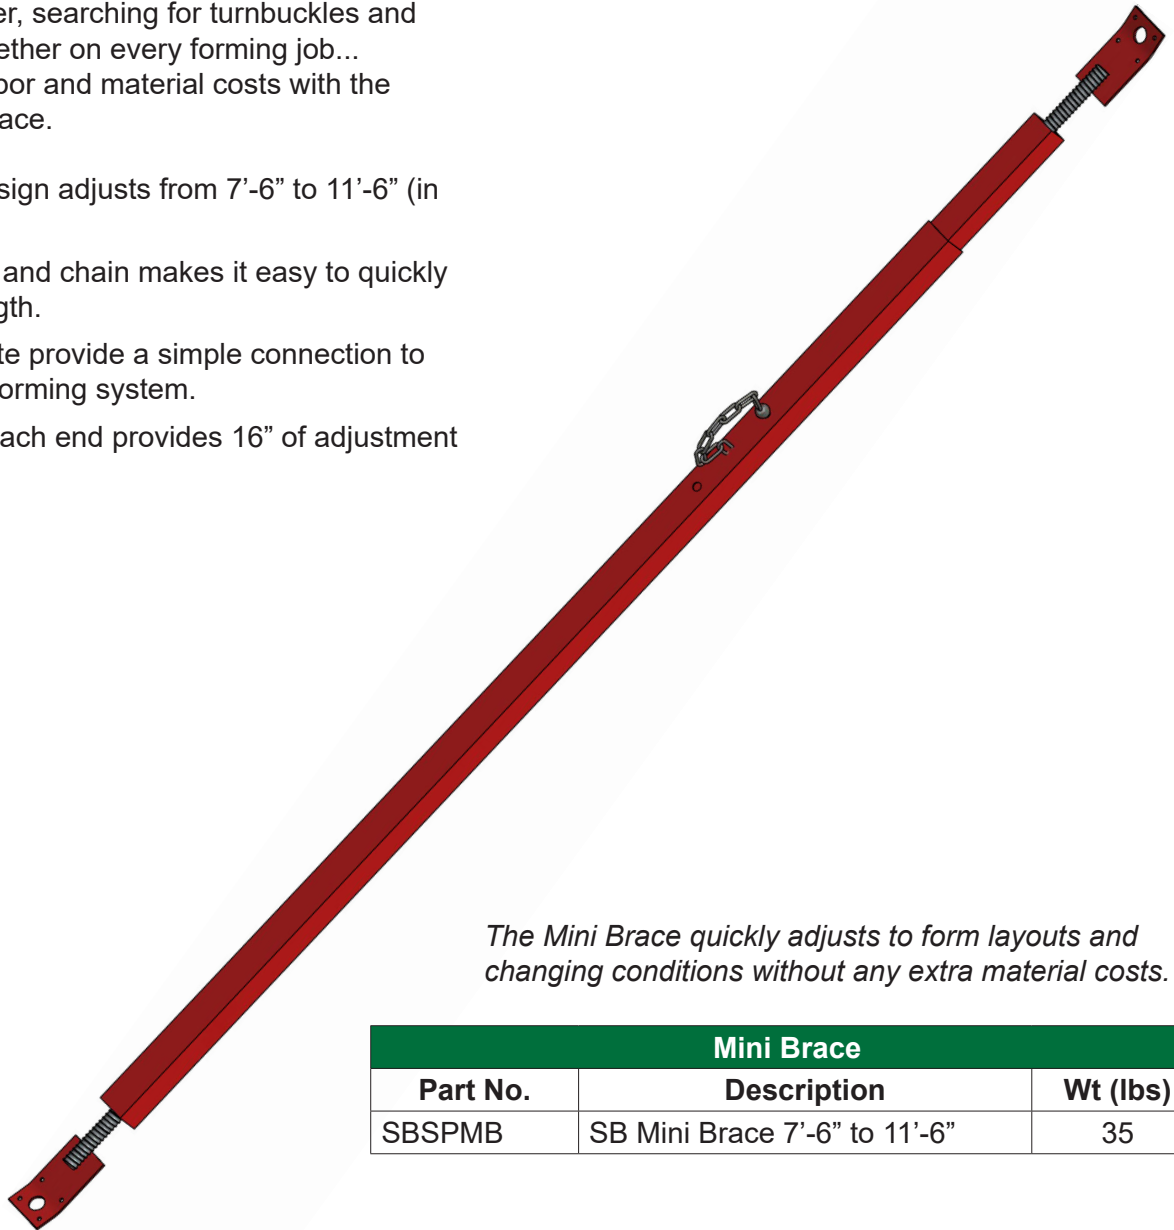 er, searching for turnbuckles and
ether on every forming job...
oor and material costs with the
ace.
sign adjusts from 7’-6” to 11’-6” (in
and chain makes it easy to quickly
gth.
te provide a simple connection to
orming system.
ach end provides 16” of adjustment
The Mini Brace quickly adjusts to form layouts and
changing conditions without any extra material costs.
Mini Brace
Part No. Description Wt (lbs)
SBSPMB SB Mini Brace 7’-6” to 11’-6” 35